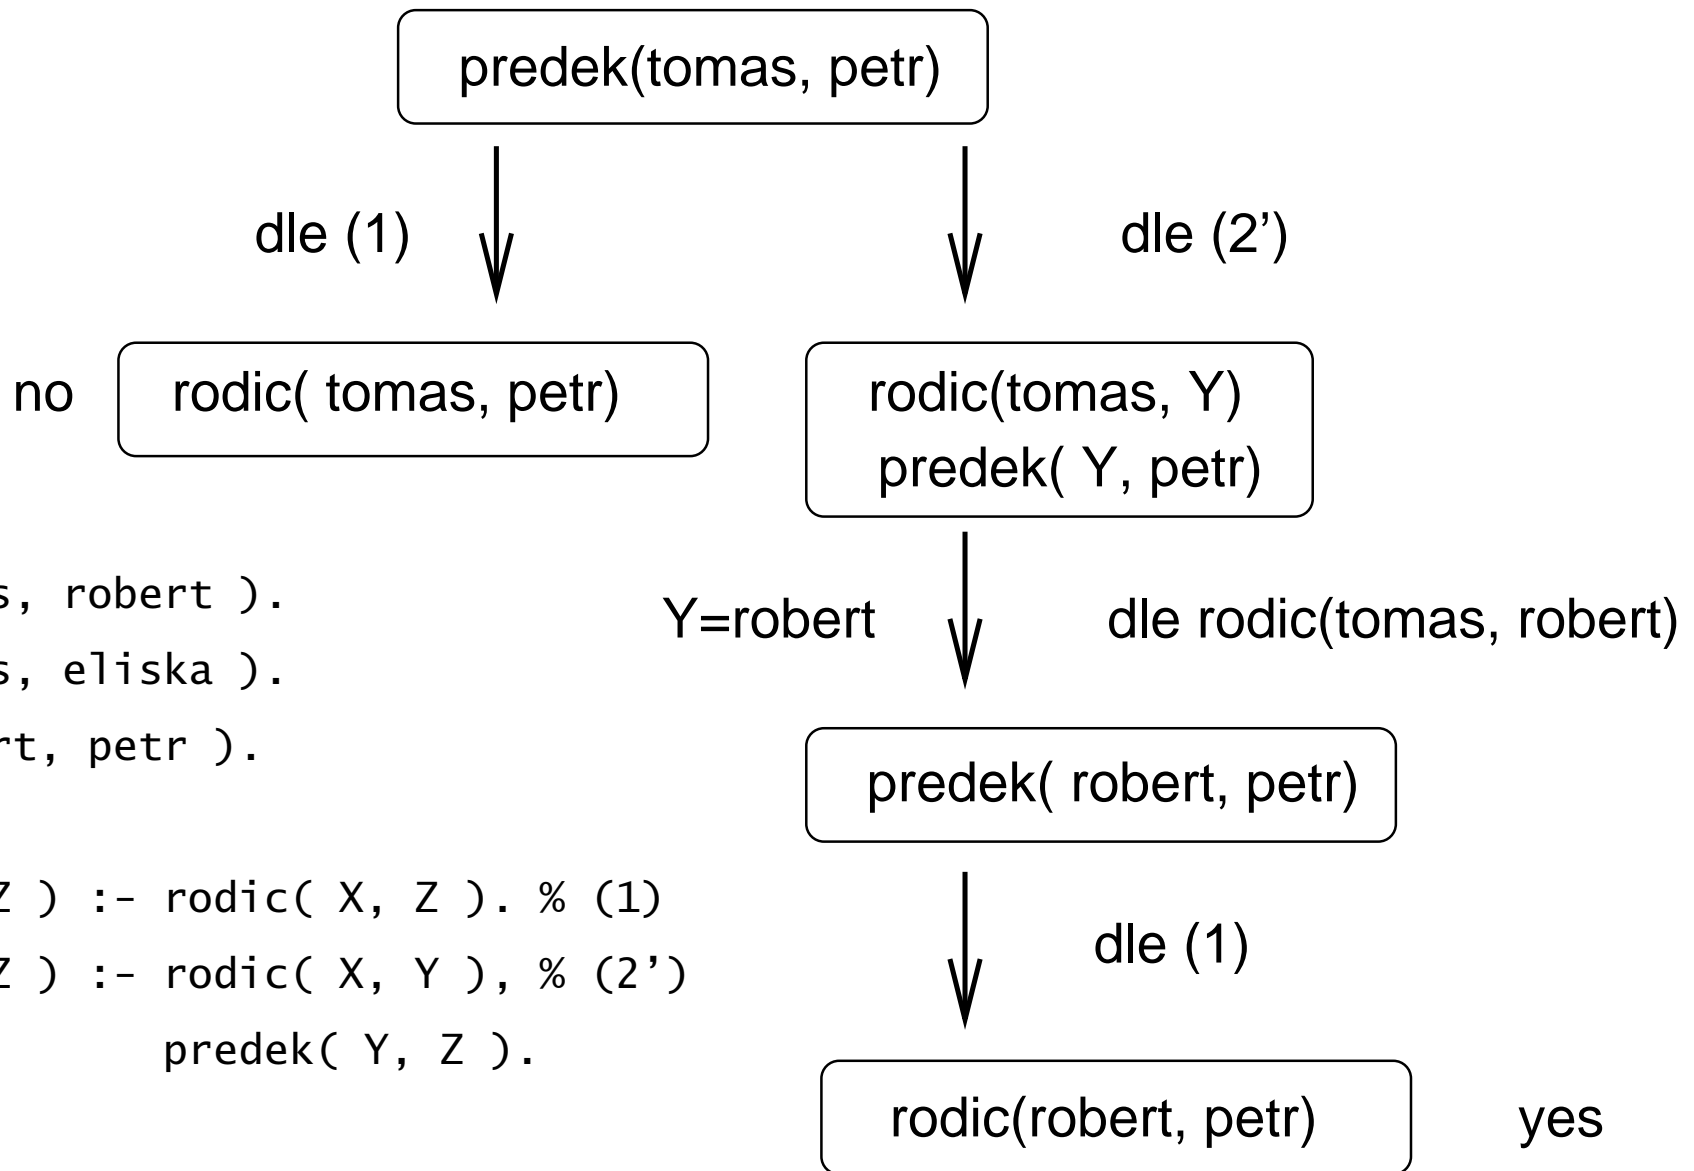 predek(tomas, petr)
dle (1)
dle (2’)
no
rodic( tomas, petr)
rodic(tomas, Y)
predek( Y, petr)
s, robert ).
s, eliska ).
rt, petr ).
Y=robert
dle rodic(tomas, robert)
predek( robert, petr)
Z ) :- rodic( X, Z ). % (1)
Z ) :- rodic( X, Y ), % (2’)
predek( Y, Z ).
dle (1)
rodic(robert, petr)
yes